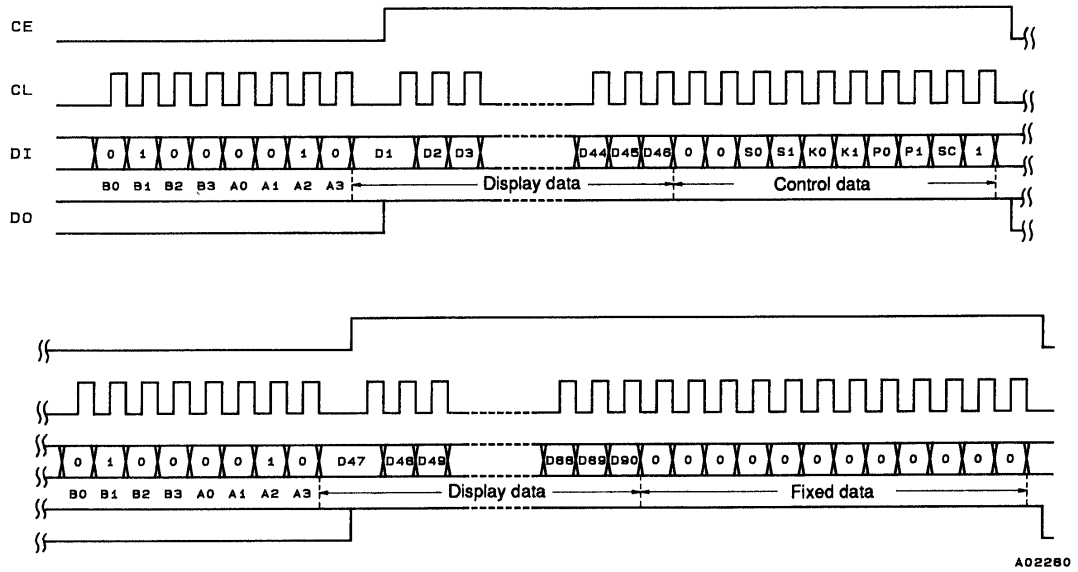 CE
CL
DI 0 1 0 0 0 0 1 0 D1 D2 D3 D44 D45 D46 0 0 S0 S1 K0 K1 P0 P1 SC 1
B0 B1 B2 B3 A0 A1 A2 A3 Display data Control data
DO
0 1 0 0 0 0 1 0 D47 D48 D49 D88 D89 D90 0 0 0 0 0 0 0 0 0 0 0 0
B0 B1 B2 B3 A0 A1 A2 A3 Display data Fixed data
A02280